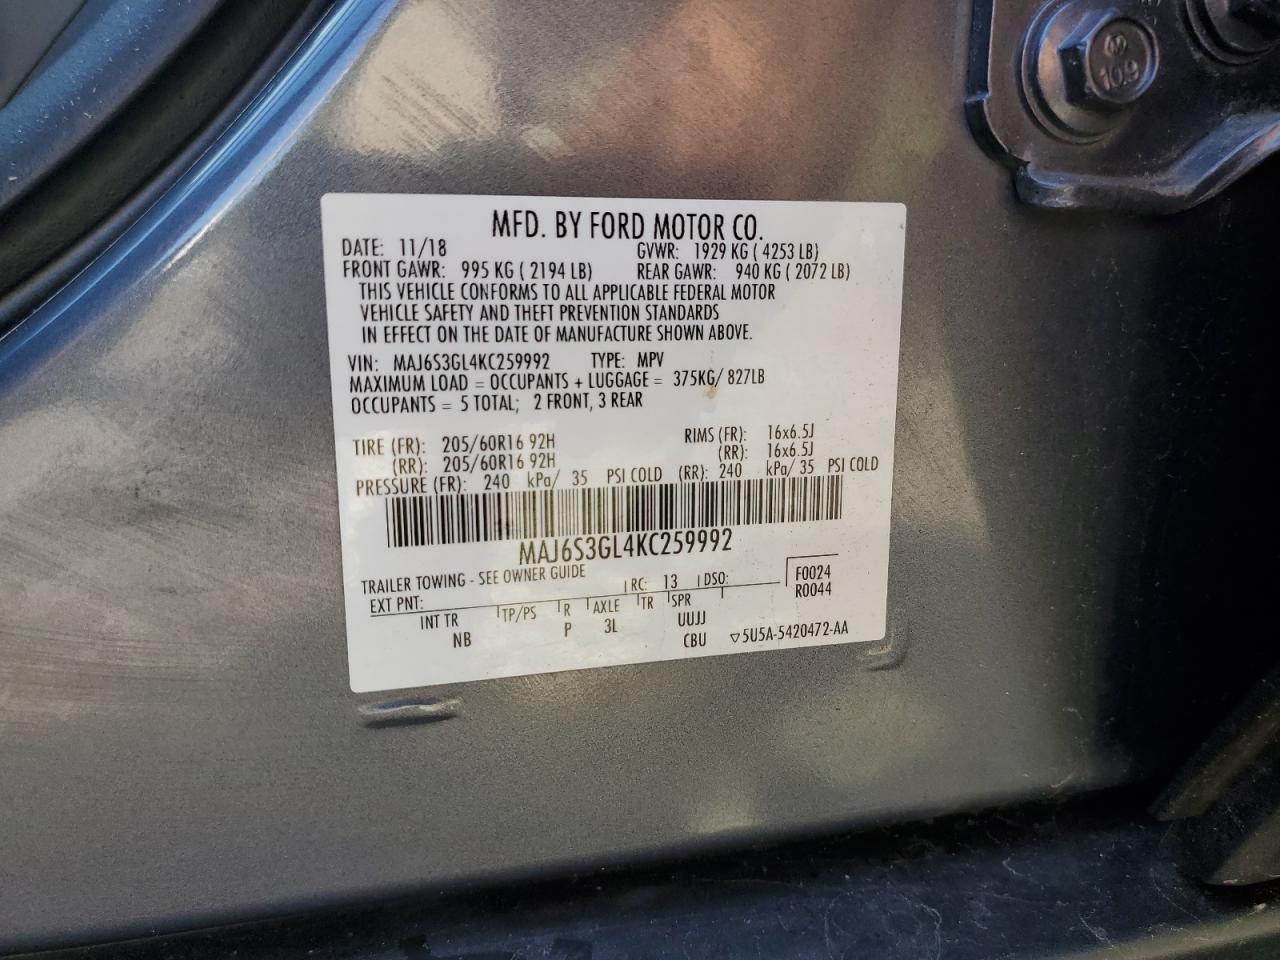 MFD. BY FORD MOTOR CO.
DATE: 11/18 GVWR: 1929 KG ( 4253 LB)
FRONT GAWR: 995 KG ( 2194 LB) REAR GAWR: 940 KG ( 2072 LB)
THIS VEHICLE CONFORMS TO ALL APPLICABLE FEDERAL MOTOR
VEHICLE SAFETY AND THEFT PREVENTION STANDARDS
IN EFFECT ON THE DATE OF MANUFACTURE SHOWN ABOVE.
VIN: MAJ6S3GL4KC259992 TYPE: MPV
MAXIMUM LOAD = OCCUPANTS + LUGGAGE = 375KG/ 827LB
OCCUPANTS = 5 TOTAL; 2 FRONT, 3 REAR
TIRE (FR): 205/60R16 92H RIMS (FR): 16x6.5J
(RR): 205/60R16 92H (RR): 16x6.5J
PRESSURE (FR): 240 kPa/ 35 PSI COLD (RR): 240 kPa/ 35 PSI COLD
MAJ6S3GL4KC259992
TRAILER TOWING - SEE OWNER GUIDE
EXT PNT: RC: 13 DSO: F0024
R0044
INT TR TP/PS R AXLE TR SPR
NB P 3L UUJJ
CBU ▽5U5A-5420472-AA
M
10.9